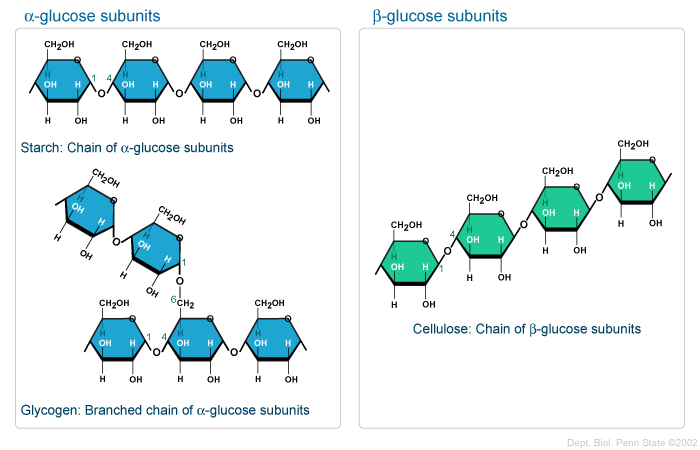 α-glucose subunits
CH₂OH CH₂OH CH₂OH CH₂OH
O O O O
H H H H
OH H OH H OH H OH H
1 4
O O O
H OH H OH H OH H OH
Starch: Chain of α-glucose subunits
CH₂OH
O
H
OH H
H OH
O
CH₂OH
O
H
OH H
H OH
1
O
6
CH₂OH CH₂ CH₂OH
O O O
H H H
OH H OH H OH H
1 4
O O
H OH H OH H OH
Glycogen: Branched chain of α-glucose subunits
β-glucose subunits
CH₂OH
O
H
OH H
H OH
O
CH₂OH
O
H
OH H
H OH
O
CH₂OH
O
H
OH H
H OH
4
O
1
CH₂OH
O
H
OH H
H OH
Cellulose: Chain of β-glucose subunits
Dept. Biol. Penn State ©2002